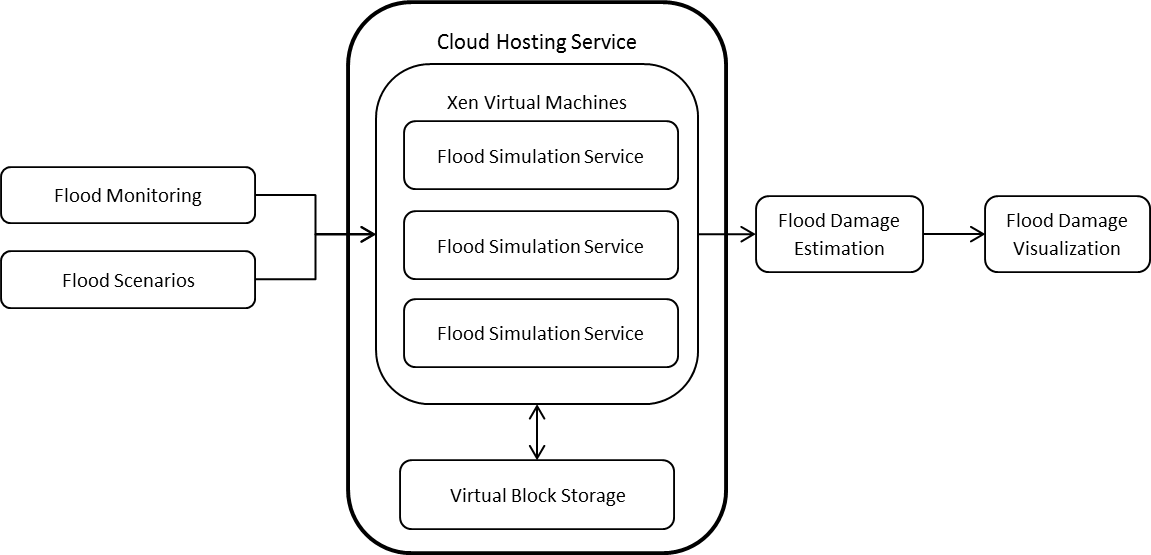 Cloud Hosting Service
Xen Virtual Machines
Flood Simulation Service
Flood Simulation Service
Flood Simulation Service
Virtual Block Storage
Flood Monitoring
Flood Scenarios
Flood Damage
Estimation
Flood Damage
Visualization